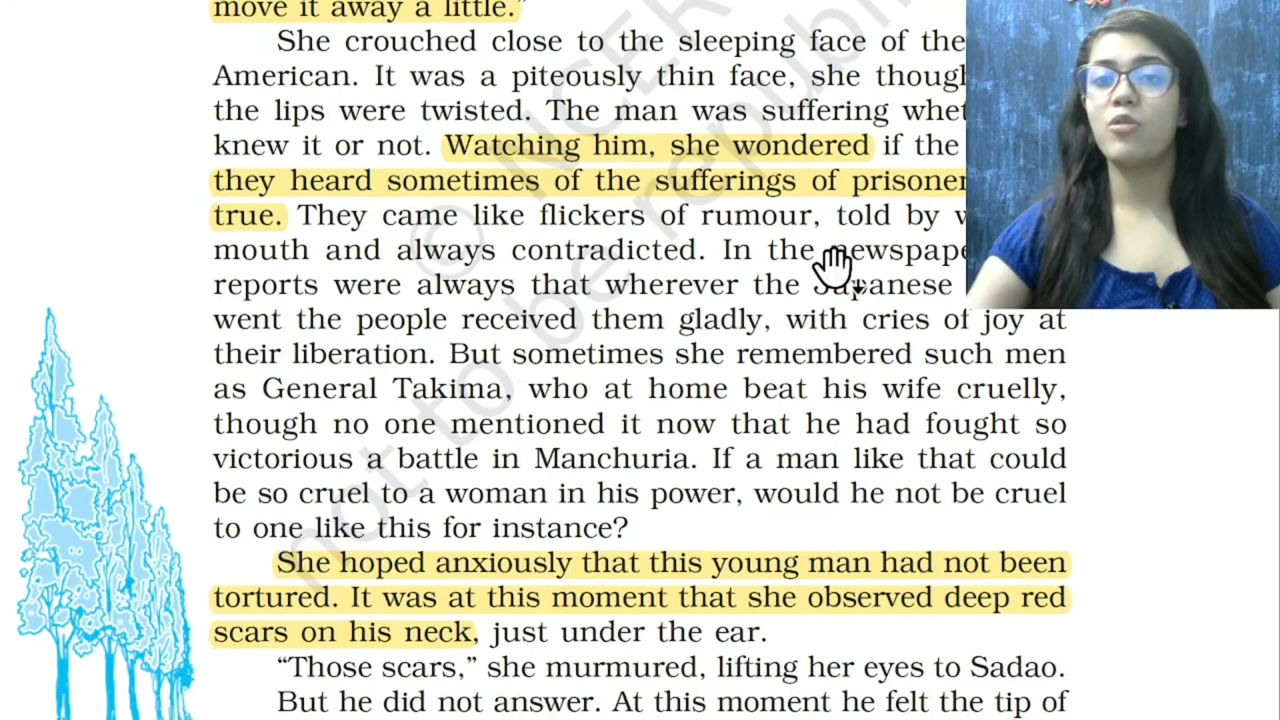 move it away a little.”
She crouched close to the sleeping face of the
American. It was a piteously thin face, she
the lips were twisted. The man was suffering
knew it or not. Watching him, she wondered if the
they heard sometimes of the sufferings of
true. They came like flickers of rumour, told by
mouth and always contradicted. In the
reports were always that wherever the Japanese
went the people received them gladly, with cries of joy at
their liberation. But sometimes she remembered such men
as General Takima, who at home beat his wife cruelly,
though no one mentioned it now that he had fought so
victorious a battle in Manchuria. If a man like that could
be so cruel to a woman in his power, would he not be cruel
to one like this for instance?
She hoped anxiously that this young man had not been
tortured. It was at this moment that she observed deep red
scars on his neck, just under the ear.
“Those scars,” she murmured, lifting her eyes to Sadao.
But he did not answer. At this moment he felt the tip of
© NCER
not to be republi